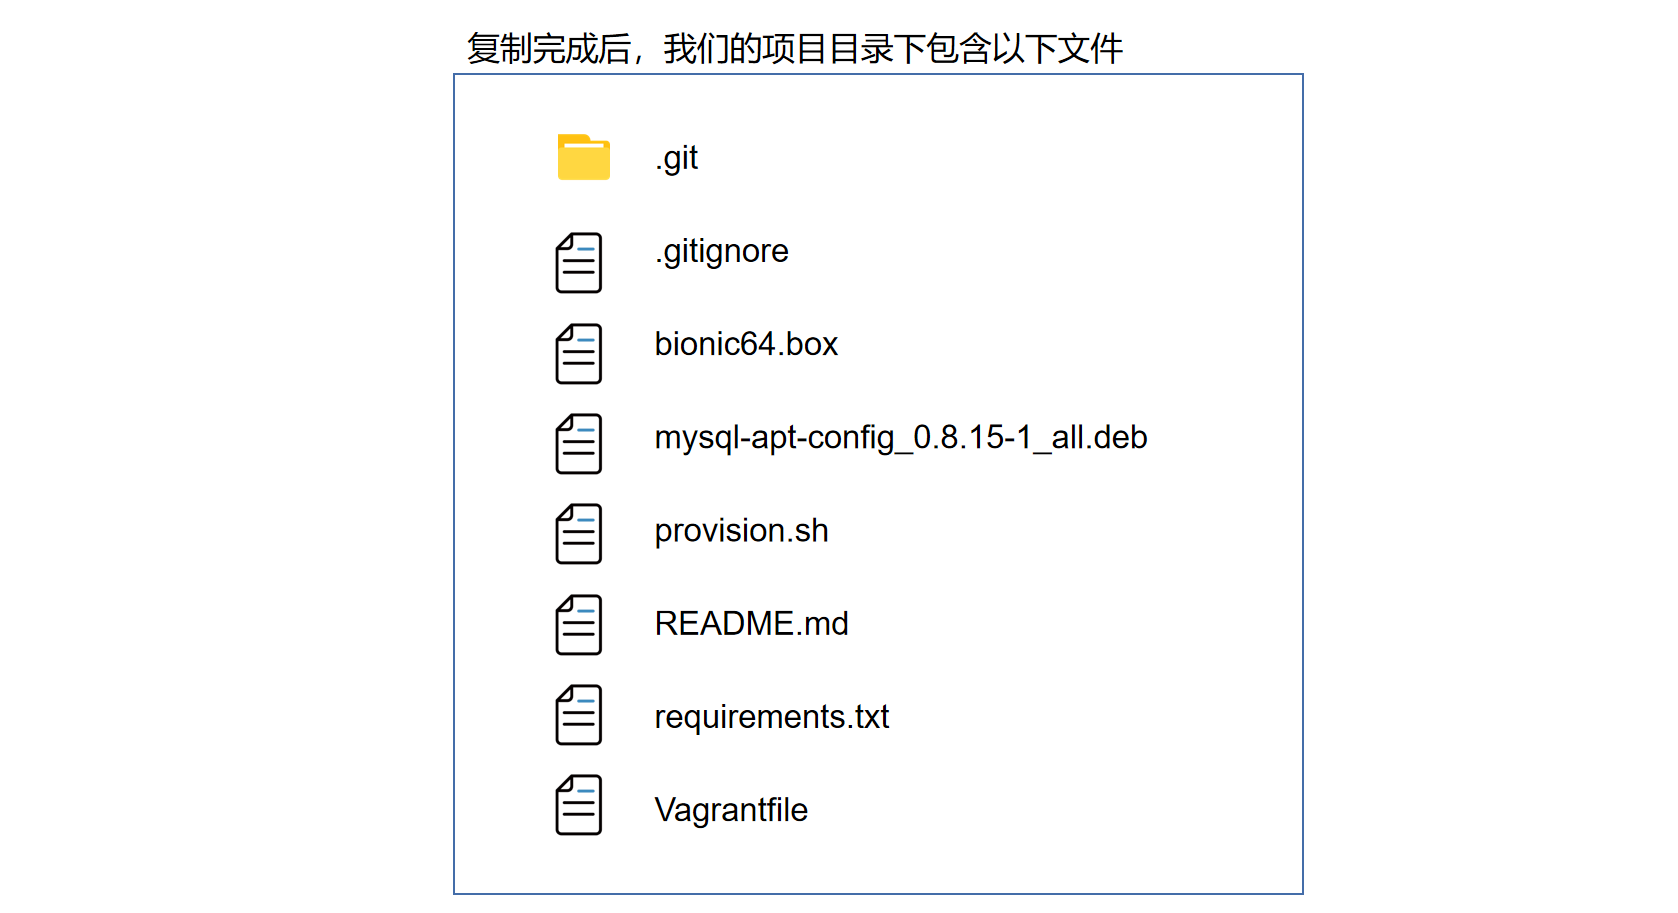 复制完成后，我们的项目目录下包含以下文件
.git
.gitignore
bionic64.box
mysql-apt-config_0.8.15-1_all.deb
provision.sh
README.md
requirements.txt
Vagrantfile